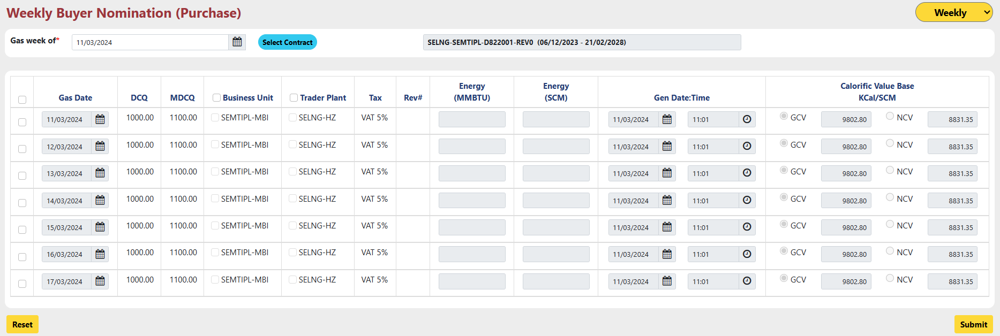 Weekly Buyer Nomination (Purchase)
Weekly
Gas week of*
11/03/2024
Select Contract
SELNG-SEMTIPL-D822001-REV0 (06/12/2023 - 21/02/2028)
Gas Date DCQ MDCQ Business Unit Trader Plant Tax Rev# Energy (MMBTU) Energy (SCM) Gen Date:Time Calorific Value Base KCal/SCM
11/03/2024 1000.00 1100.00 SEMTIPL-MBI SELNG-HZ VAT 5% 11/03/2024 11:01 GCV 9802.80 NCV 8831.35
12/03/2024 1000.00 1100.00 SEMTIPL-MBI SELNG-HZ VAT 5% 11/03/2024 11:01 GCV 9802.80 NCV 8831.35
13/03/2024 1000.00 1100.00 SEMTIPL-MBI SELNG-HZ VAT 5% 11/03/2024 11:01 GCV 9802.80 NCV 8831.35
14/03/2024 1000.00 1100.00 SEMTIPL-MBI SELNG-HZ VAT 5% 11/03/2024 11:01 GCV 9802.80 NCV 8831.35
15/03/2024 1000.00 1100.00 SEMTIPL-MBI SELNG-HZ VAT 5% 11/03/2024 11:01 GCV 9802.80 NCV 8831.35
16/03/2024 1000.00 1100.00 SEMTIPL-MBI SELNG-HZ VAT 5% 11/03/2024 11:01 GCV 9802.80 NCV 8831.35
17/03/2024 1000.00 1100.00 SEMTIPL-MBI SELNG-HZ VAT 5% 11/03/2024 11:01 GCV 9802.80 NCV 8831.35
Reset
Submit